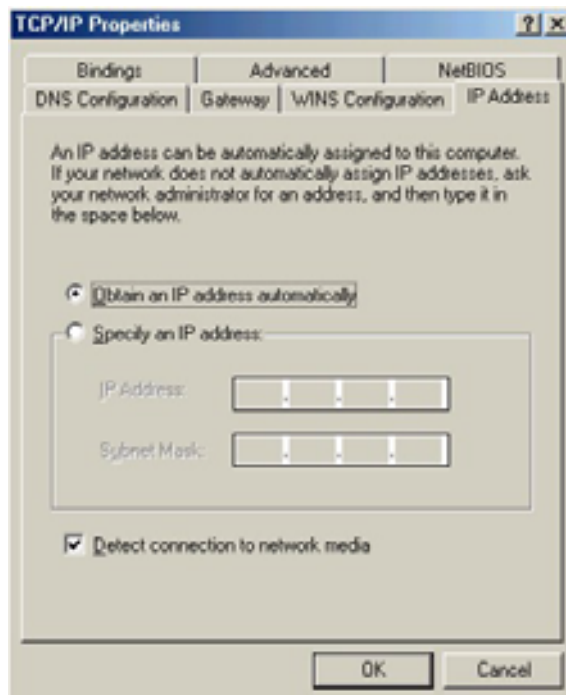 TCP/IP Properties
Bindings Advanced NetBIOS
DNS Configuration Gateway WINS Configuration IP Address
An IP address can be automatically assigned to this computer.
If your network does not automatically assign IP addresses, ask
your network administrator for an address, and then type it in
the space below.
Obtain an IP address automatically
Specify an IP address:
IP Address:
Subnet Mask:
Detect connection to network media
OK Cancel